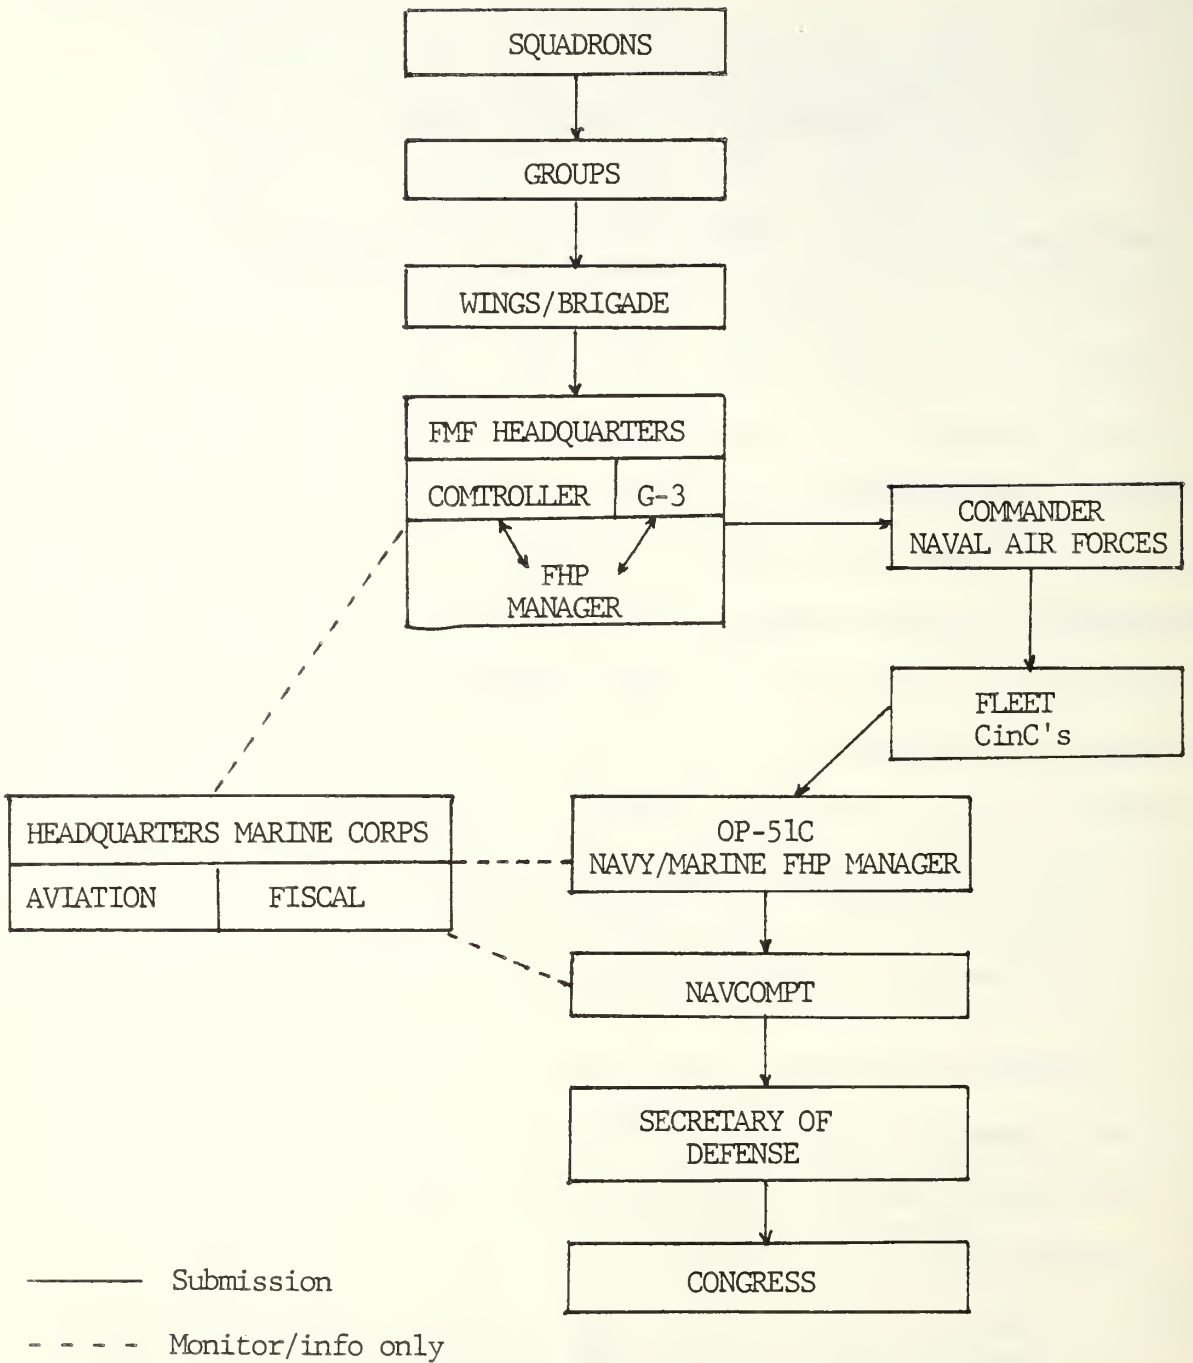 SQUADRONS
GROUPS
WINGS/BRIGADE
FMF HEADQUARTERS
COMTROLLER
G-3
FHP
MANAGER
COMMANDER
NAVAL AIR FORCES
FLEET
CinC's
HEADQUARTERS MARINE CORPS
AVIATION
FISCAL
OP-51C
NAVY/MARINE FHP MANAGER
NAVCOMPT
SECRETARY OF
DEFENSE
CONGRESS
Submission
Monitor/info only